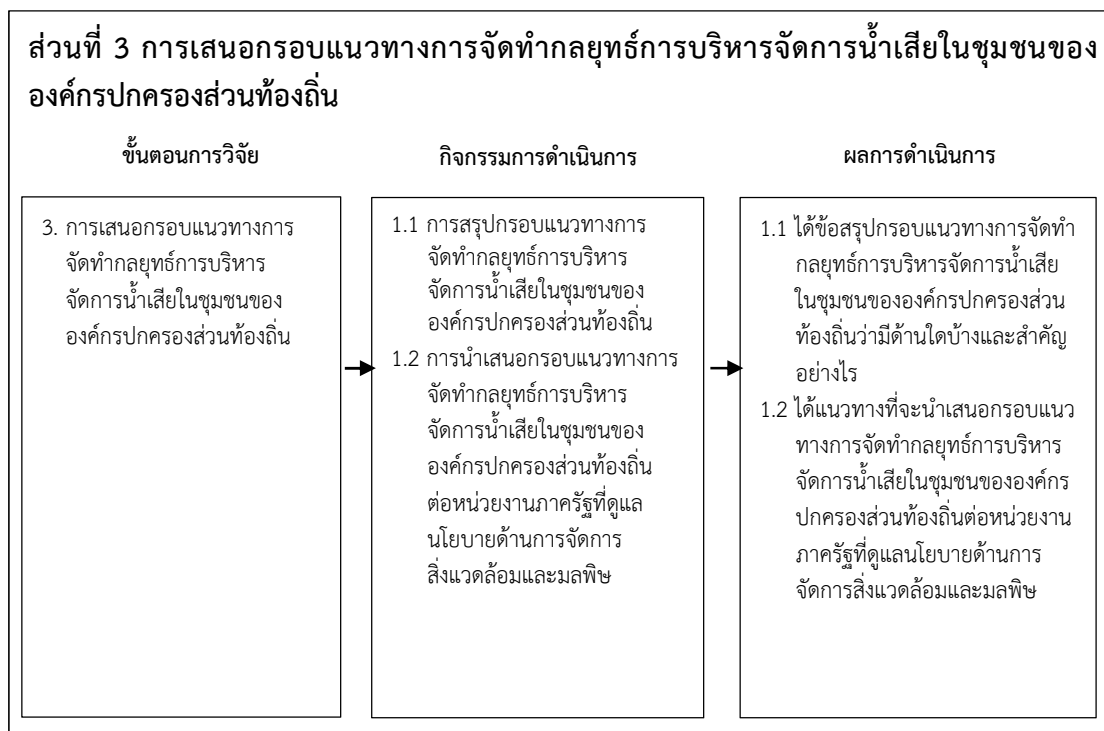 ส่วนที่ 3 การเสนอกรอบแนวทางการจัดทำกลยุทธ์การบริหารจัดการน้ำเสียในชุมชนของ
องค์กรปกครองส่วนท้องถิ่น
ขั้นตอนการวิจัย
3. การเสนอกรอบแนวทางการ
จัดทำกลยุทธ์การบริหาร
จัดการน้ำเสียในชุมชนของ
องค์กรปกครองส่วนท้องถิ่น
กิจกรรมการดำเนินการ
1.1 การสรุปกรอบแนวทางการ
จัดทำกลยุทธ์การบริหาร
จัดการน้ำเสียในชุมชนของ
องค์กรปกครองส่วนท้องถิ่น
1.2 การนำเสนอกรอบแนวทางการ
จัดทำกลยุทธ์การบริหาร
จัดการน้ำเสียในชุมชนของ
องค์กรปกครองส่วนท้องถิ่น
ต่อหน่วยงานภาครัฐที่ดูแล
นโยบายด้านการจัดการ
สิ่งแวดล้อมและมลพิษ
ผลการดำเนินการ
1.1 ได้ข้อสรุปกรอบแนวทางการจัดทำ
กลยุทธ์การบริหารจัดการน้ำเสีย
ในชุมชนขององค์กรปกครองส่วน
ท้องถิ่นว่ามีด้านใดบ้างและสำคัญ
อย่างไร
1.2 ได้แนวทางที่จะนำเสนอกรอบแนว
ทางการจัดทำกลยุทธ์การบริหาร
จัดการน้ำเสียในชุมชนขององค์กร
ปกครองส่วนท้องถิ่นต่อหน่วยงาน
ภาครัฐที่ดูแลนโยบายด้านการ
จัดการสิ่งแวดล้อมและมลพิษ